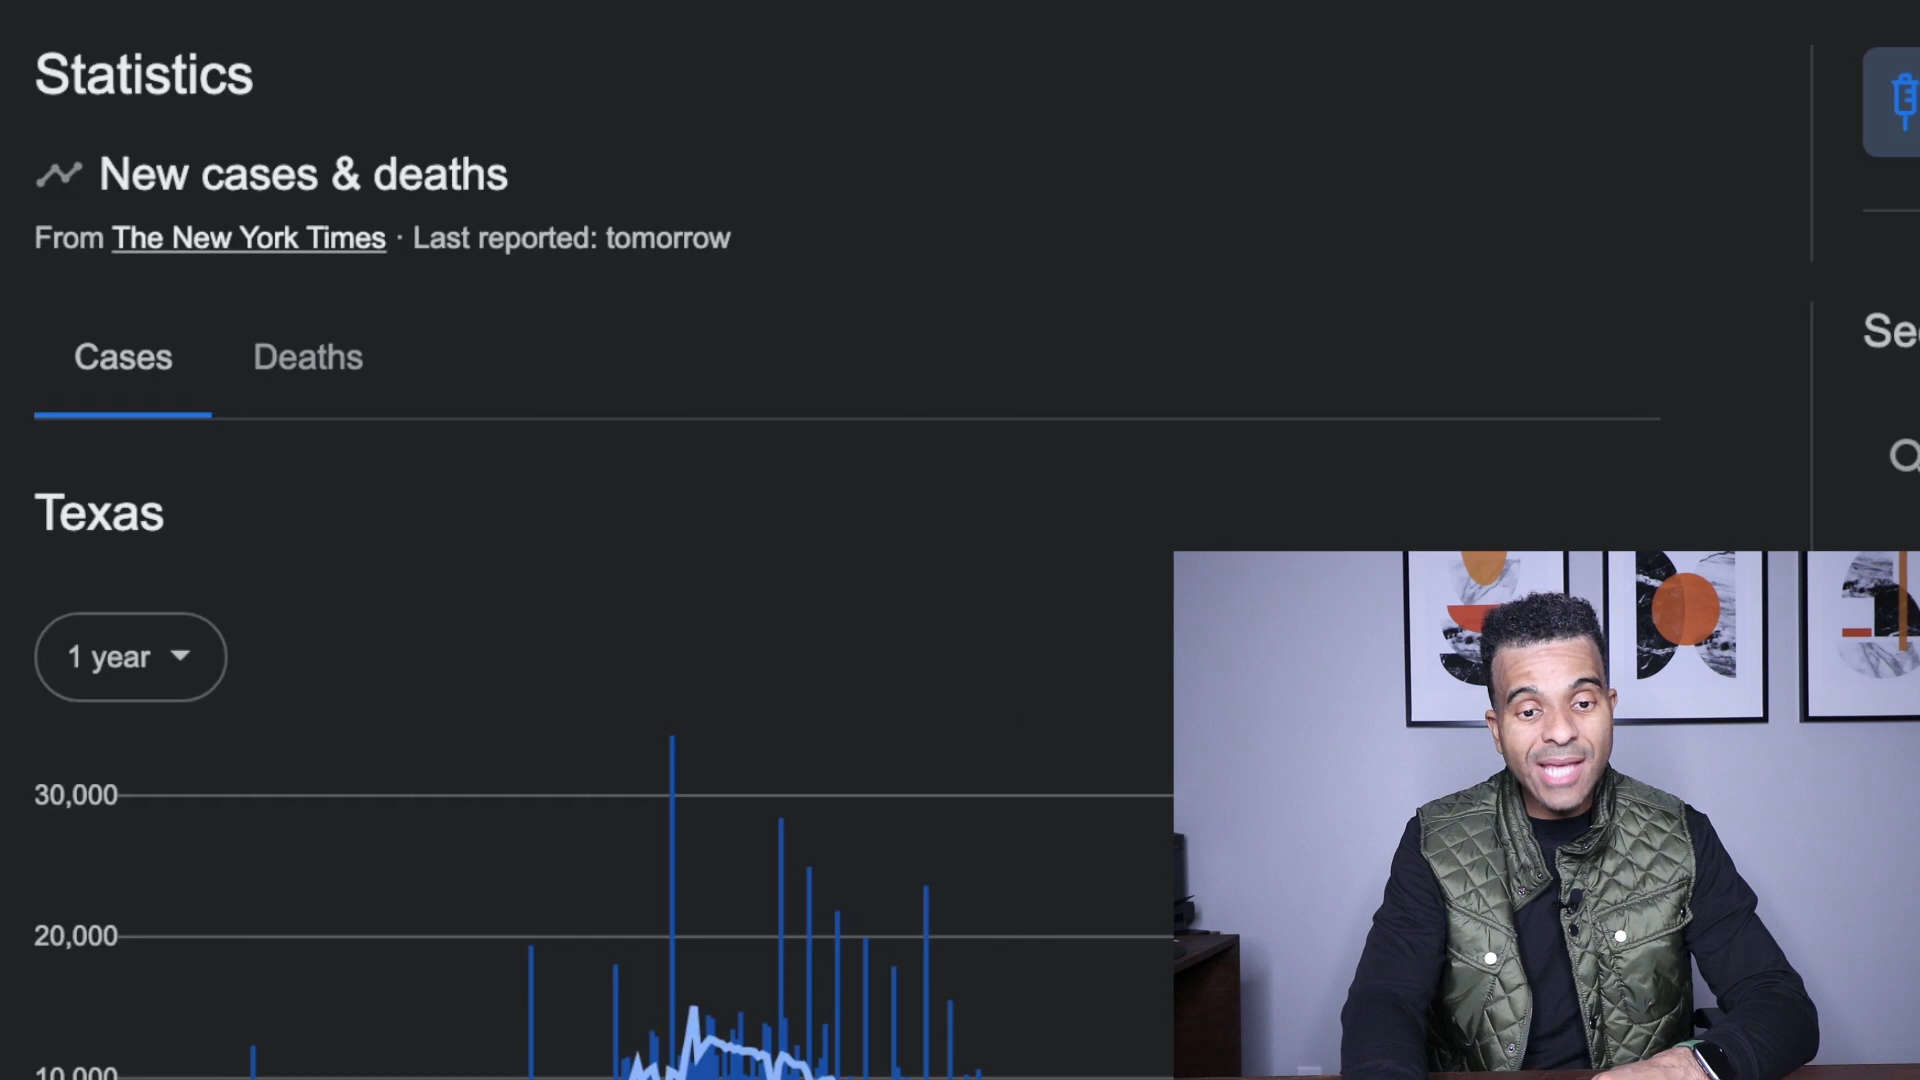 Statistics
New cases & deaths
From The New York Times · Last reported: tomorrow
Cases Deaths
Texas
1 year
30,000
20,000
10,000